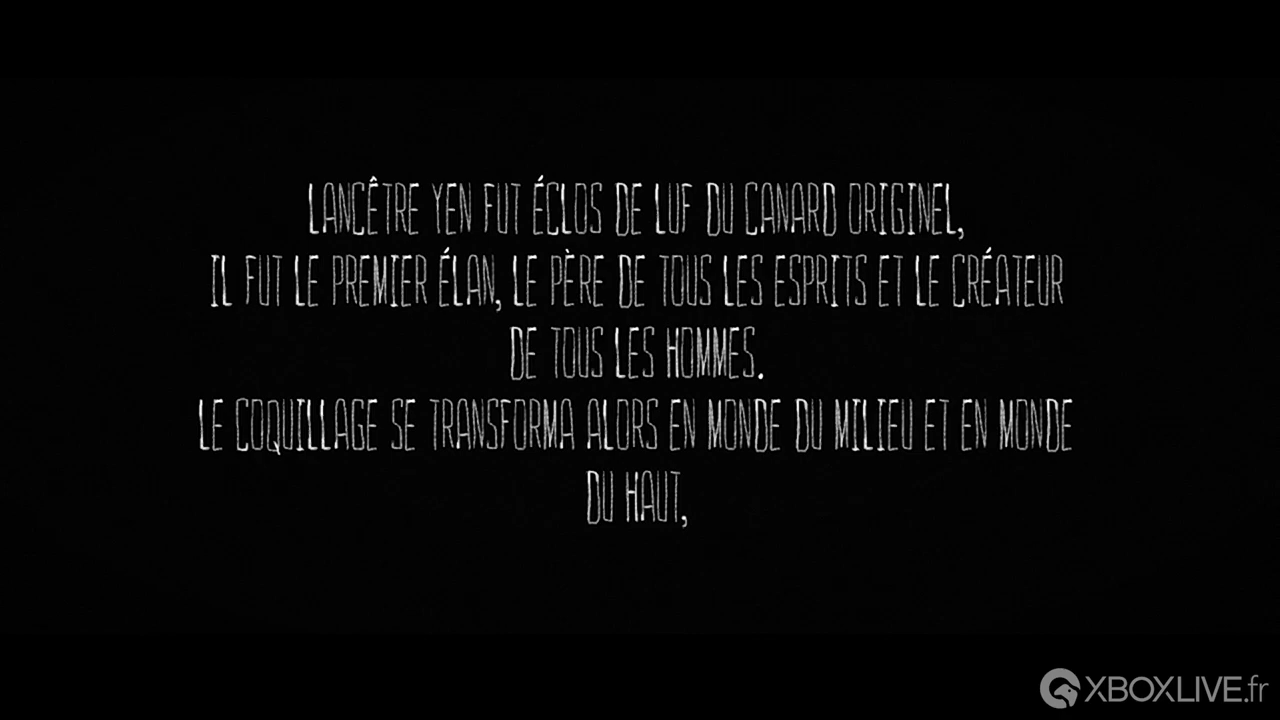 LANCÊTRE YEN FUT ÉCLOS DE LUF DU CANARD ORIGINEL,
IL FUT LE PREMIER ÉLAN, LE PÈRE DE TOUS LES ESPRITS ET LE CRÉATEUR
DE TOUS LES HOMMES.
LE COQUILLAGE SE TRANSFORMA ALORS EN MONDE DU MILIEU ET EN MONDE
DU HAUT,
XBOXLIVE.fr